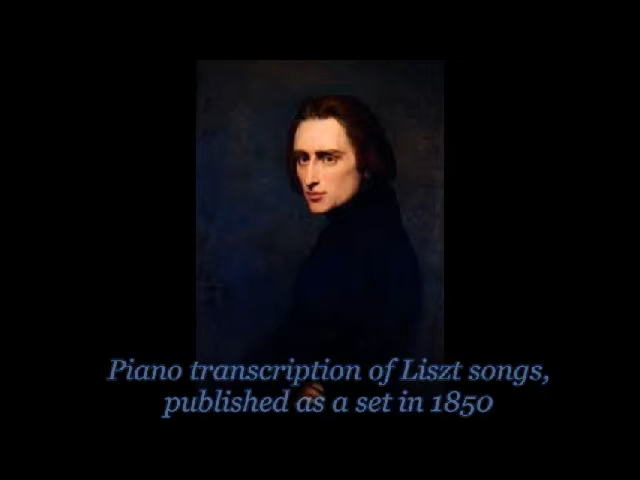 Piano transcription of Liszt songs,
published as a set in 1850